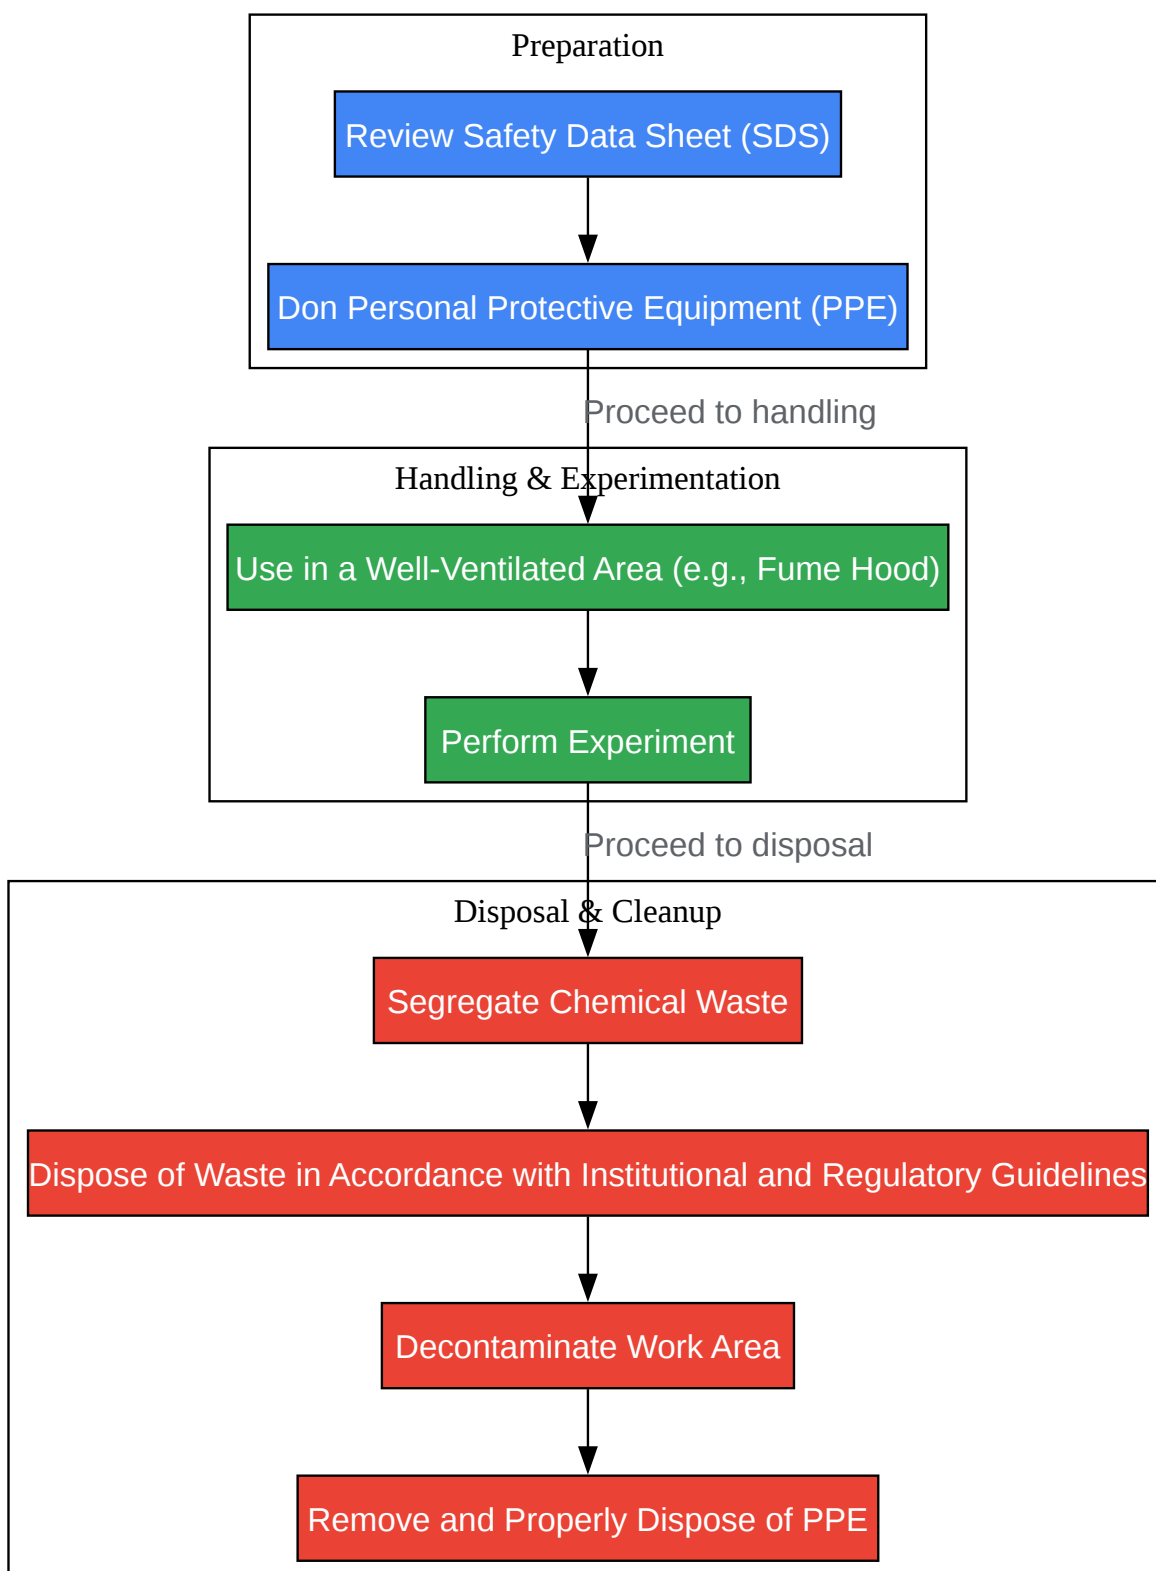 Preparation
Review Safety Data Sheet (SDS)
Don Personal Protective Equipment (PPE)
Proceed to handling
Handling & Experimentation
Use in a Well-Ventilated Area (e.g., Fume Hood)
Perform Experiment
Proceed to disposal
Disposal & Cleanup
Segregate Chemical Waste
Dispose of Waste in Accordance with Institutional and Regulatory Guidelines
Decontaminate Work Area
Remove and Properly Dispose of PPE